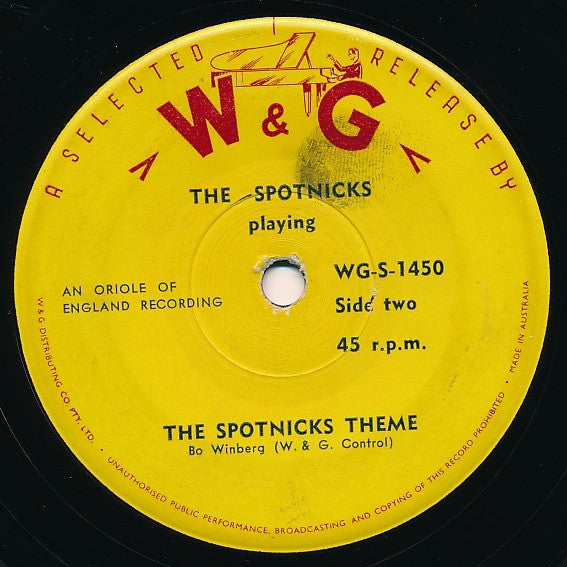 A SELECTED RELEASE BY
W & G
THE SPOTNICKS
playing
AN ORIOLE OF
ENGLAND RECORDING
WG-S-1450
Side two
45 r.p.m.
THE SPOTNICKS THEME
Bo Winberg (W. & G. Control)
W & G DISTRIBUTING CO. PTY. LTD. • UNAUTHORISED PUBLIC PERFORMANCE, BROADCASTING AND COPYING OF THIS RECORD PROHIBITED • MADE IN AUSTRALIA